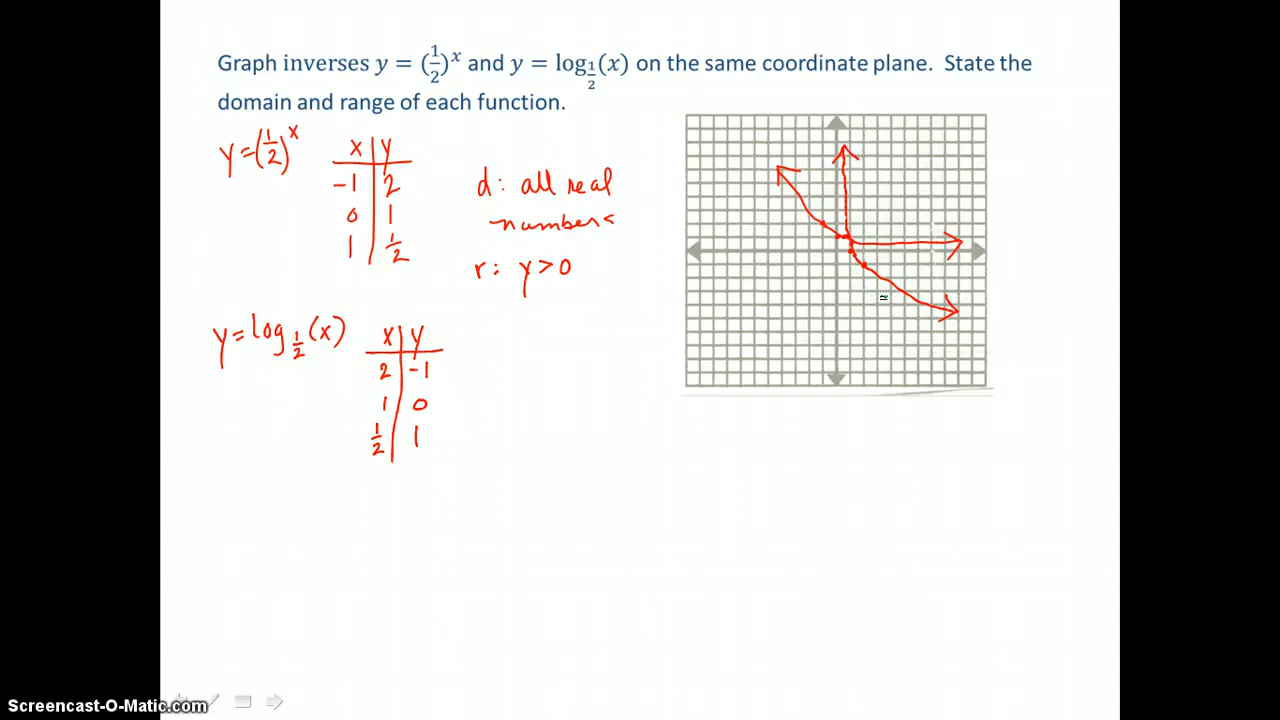 Graph inverses y = (1/2)^x and y = log_{1/2}(x) on the same coordinate plane.  State the
domain and range of each function.
y=(1/2)^x
x | y
-1 | 2
0 | 1
1 | 1/2
d: all real
numbers
r: y>0
y=log_{1/2}(x)
x | y
2 | -1
1 | 0
1/2 | 1
Screencast-O-Matic.com